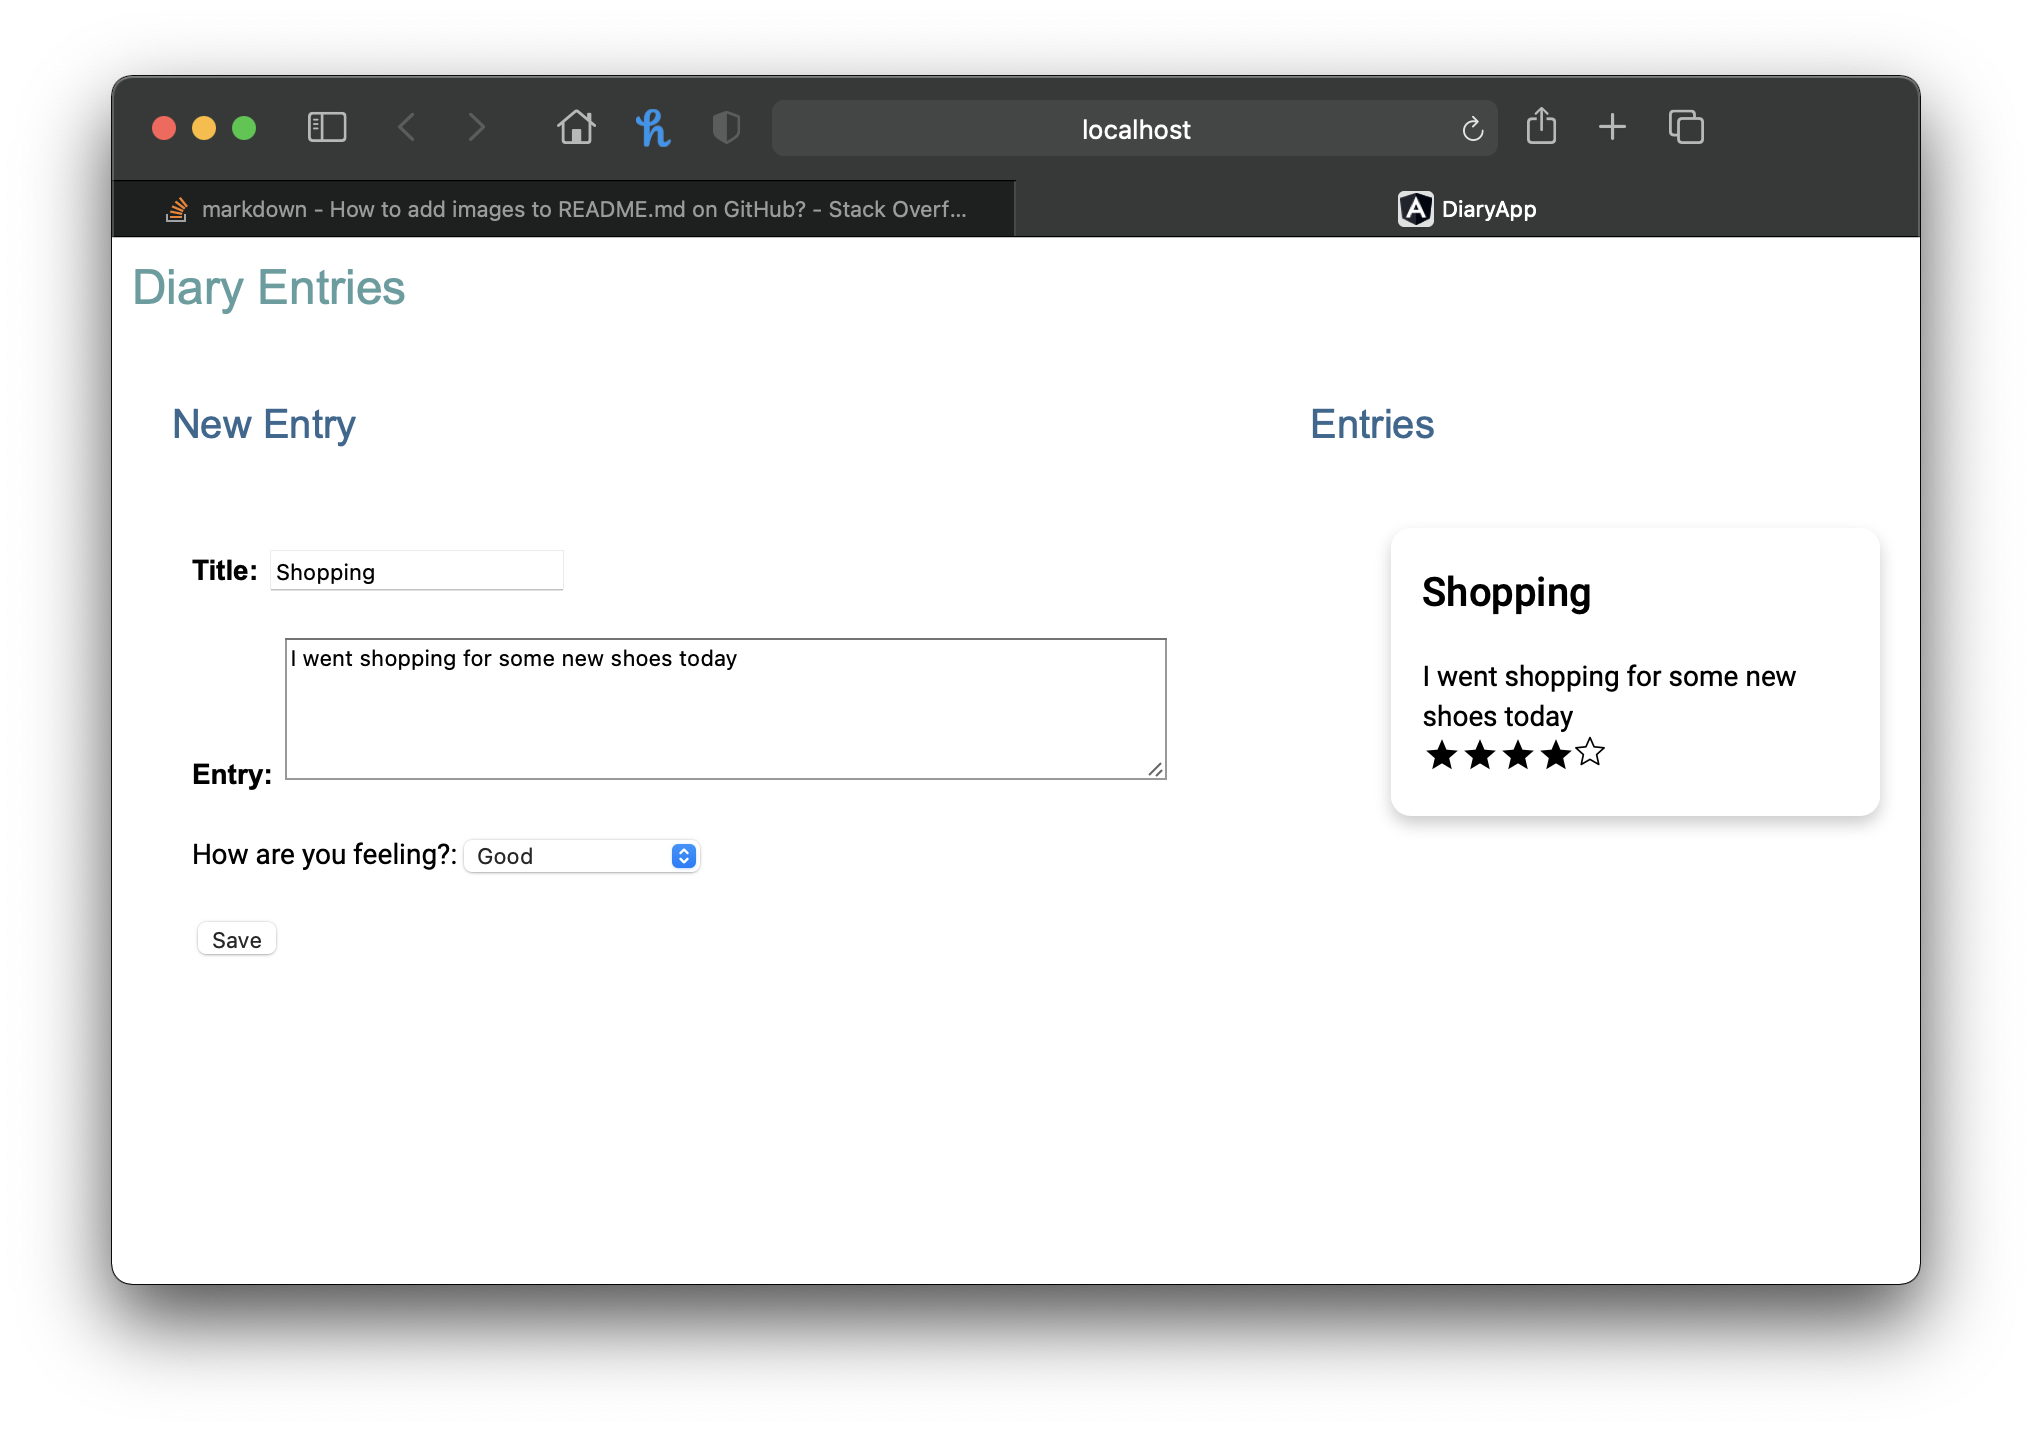 localhost
markdown - How to add images to README.md on GitHub? - Stack Overf...
DiaryApp
Diary Entries
New Entry
Title: Shopping
I went shopping for some new shoes today
Entry:
How are you feeling?: Good
Save
Entries
Shopping
I went shopping for some new
shoes today